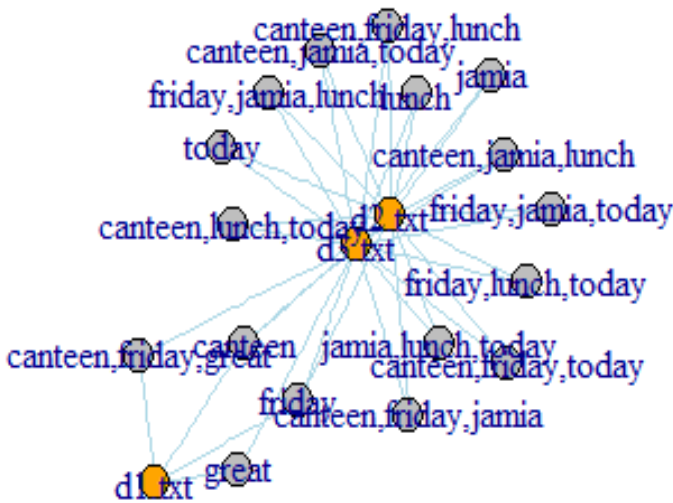 canteen,friday,lunch
canteen,jamia,today
jamia
friday,jamia,lunch
lunch
today
canteen,jamia,lunch
d2.txt
friday,jamia,today
canteen,lunch,today
d3.txt
friday,lunch,today
canteen,friday,great
canteen
jamia,lunch,today
canteen,friday,today
friday
canteen,friday,jamia
great
d1.txt